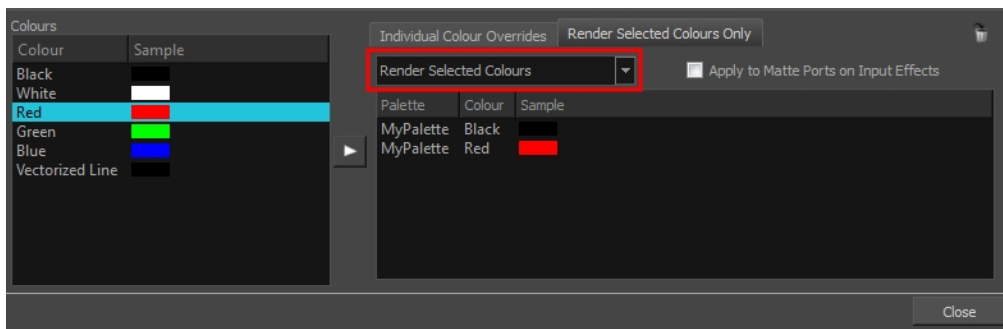 Colours
Colour Sample
Black
White
Red
Green
Blue
Vectorized Line
Individual Colour Overrides Render Selected Colours Only
Render Selected Colours Apply to Matte Ports on Input Effects
Palette Colour Sample
MyPalette Black
MyPalette Red
Close